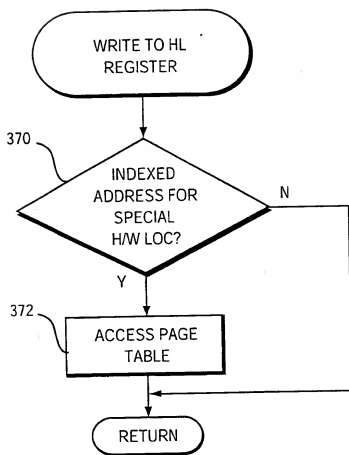 WRITE TO HL
REGISTER
370
INDEXED
ADDRESS FOR
SPECIAL
H/W LOC?
N
Y
372
ACCESS PAGE
TABLE
RETURN